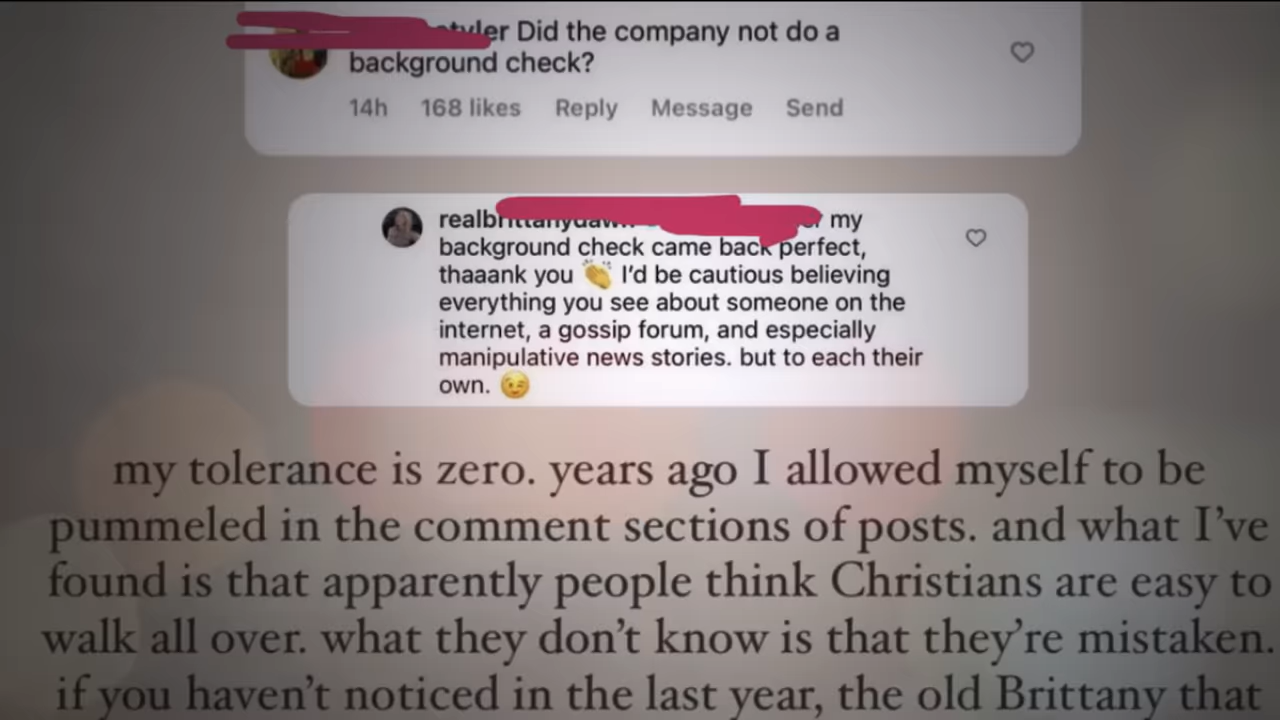 Did the company not do a
background check?
14h 168 likes Reply Message Send
my
background check came back perfect,
thaaank you 👏 I'd be cautious believing
everything you see about someone on the
internet, a gossip forum, and especially
manipulative news stories. but to each their
own. 😉
my tolerance is zero. years ago I allowed myself to be
pummeled in the comment sections of posts. and what I've
found is that apparently people think Christians are easy to
walk all over. what they don't know is that they're mistaken.
if you haven't noticed in the last year, the old Brittany that